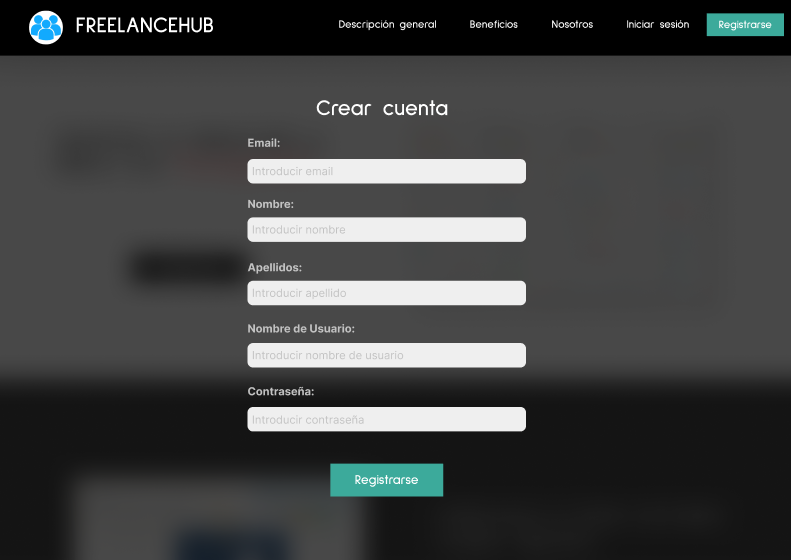 FREELANCEHUB
Descripción general
Beneficios
Nosotros
Iniciar sesión
Registrarse
Crear cuenta
Email:
Introducir email
Nombre:
Introducir nombre
Apellidos:
Introducir apellido
Nombre de Usuario:
Introducir nombre de usuario
Contraseña:
Introducir contraseña
Registrarse